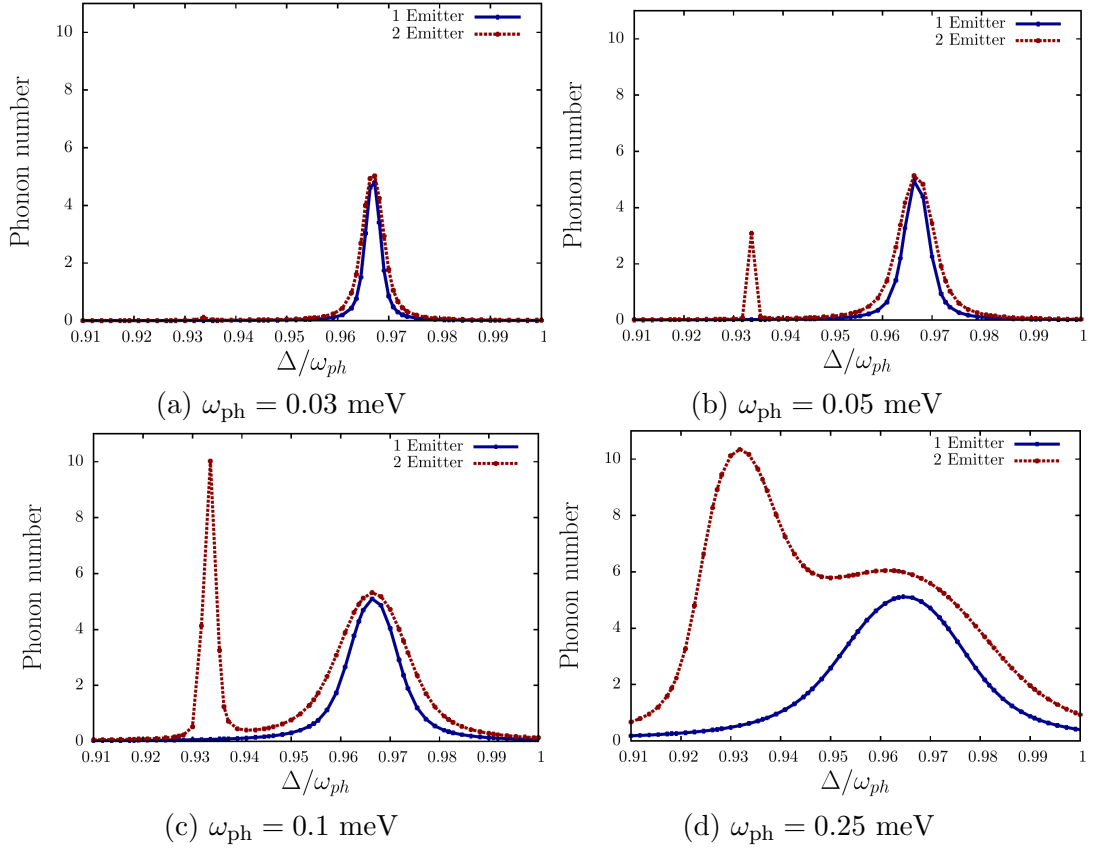 1 Emitter
2 Emitter
Phonon number
10
8
6
4
2
0
0.91 0.92 0.93 0.94 0.95 0.96 0.97 0.98 0.99 1
Δ/ω_ph
(a) ω_ph = 0.03 meV
1 Emitter
2 Emitter
Phonon number
10
8
6
4
2
0
0.91 0.92 0.93 0.94 0.95 0.96 0.97 0.98 0.99 1
Δ/ω_ph
(b) ω_ph = 0.05 meV
1 Emitter
2 Emitter
Phonon number
10
8
6
4
2
0
0.91 0.92 0.93 0.94 0.95 0.96 0.97 0.98 0.99 1
Δ/ω_ph
(c) ω_ph = 0.1 meV
1 Emitter
2 Emitter
Phonon number
10
8
6
4
2
0
0.91 0.92 0.93 0.94 0.95 0.96 0.97 0.98 0.99 1
Δ/ω_ph
(d) ω_ph = 0.25 meV